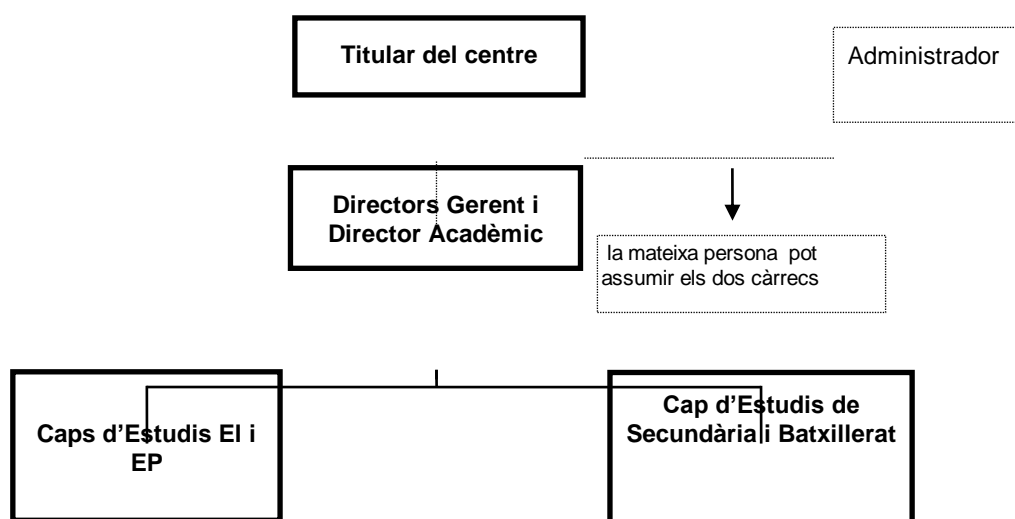 Titular del centre
Administrador
Directors Gerent i
Director Acadèmic
la mateixa persona pot
assumir els dos càrrecs
Caps d’Estudis EI i
EP
Cap d’Estudis de
Secundària i Batxillerat